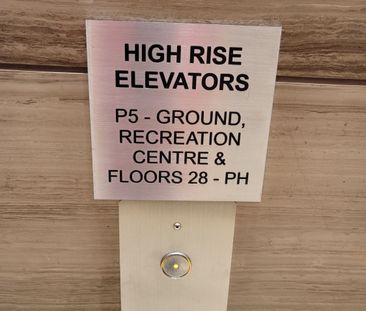 HIGH RISE
ELEVATORS
P5 - GROUND,
RECREATION
CENTRE &
FLOORS 28 - PH